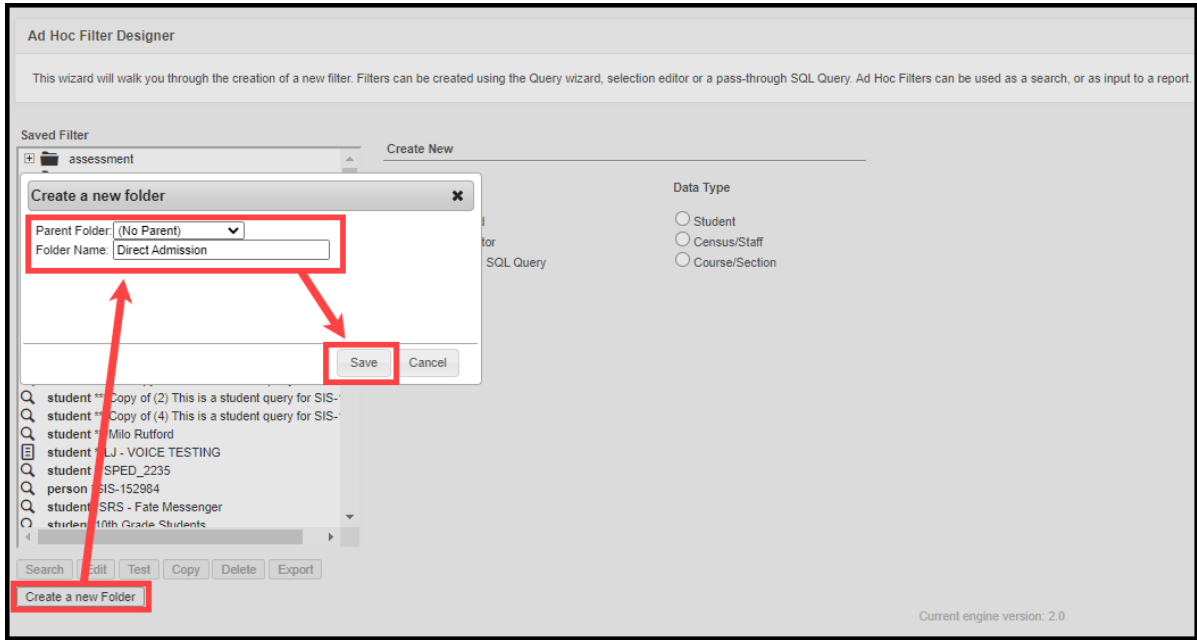 Ad Hoc Filter Designer
This wizard will walk you through the creation of a new filter. Filters can be created using the Query wizard, selection editor or a pass-through SQL Query. Ad Hoc Filters can be used as a search, or as input to a report.
Saved Filter
assessment
Create New
Create a new folder
Data Type
Parent Folder: (No Parent)
Student
Folder Name: Direct Admission
tor
Census/Staff
SQL Query
Course/Section
Save
Cancel
student ** Copy of (2) This is a student query for SIS-
student ** Copy of (4) This is a student query for SIS-
student Milo Rutford
student LJ - VOICE TESTING
student SPED_2235
person SIS-152984
student SRS - Fate Messenger
student 10th Grade Students
Search Edit Test Copy Delete Export
Create a new Folder
Current engine version: 2.0